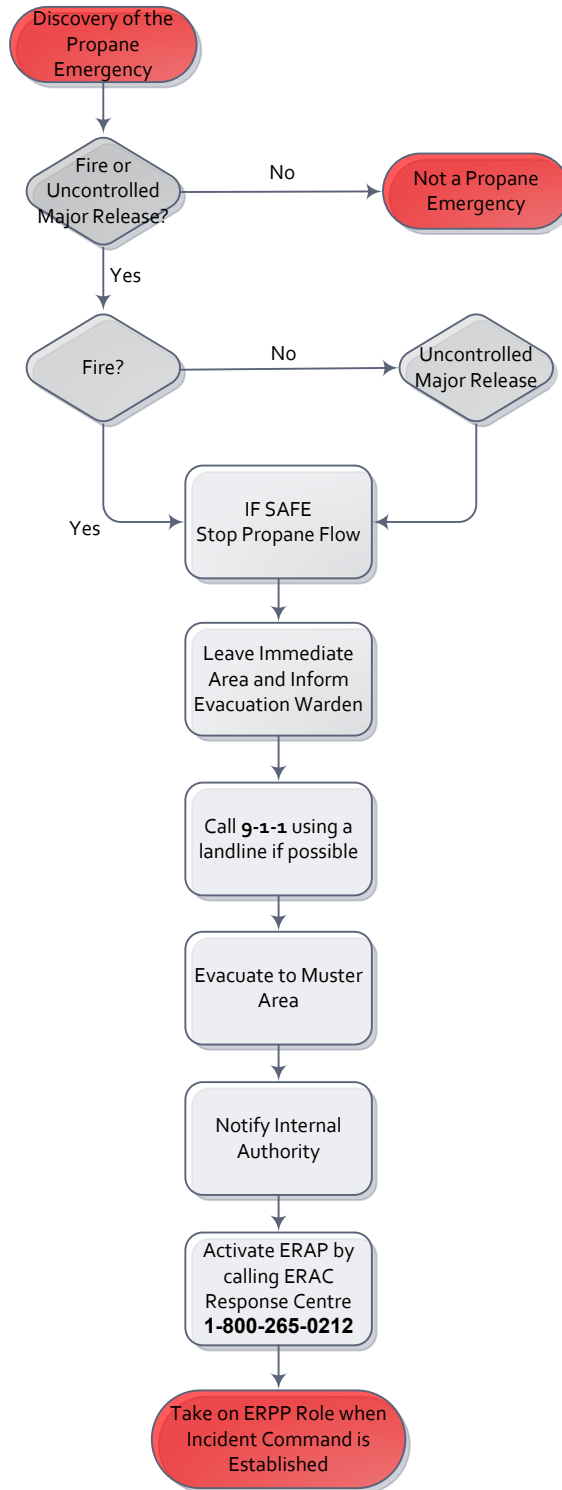 Discovery of the
Propane
Emergency
Fire or
Uncontrolled
Major Release?
No
Not a Propane
Emergency
Yes
Fire?
No
Uncontrolled
Major Release
Yes
IF SAFE
Stop Propane Flow
Leave Immediate
Area and Inform
Evacuation Warden
Call 9-1-1 using a
landline if possible
Evacuate to Muster
Area
Notify Internal
Authority
Activate ERAP by
calling ERAC
Response Centre
1-800-265-0212
Take on ERPP Role when
Incident Command is
Established